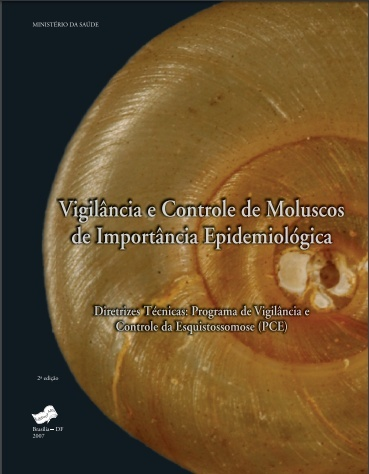 MINISTÉRIO DA SAÚDE
Vigilância e Controle de Moluscos
de Importância Epidemiológica
Diretrizes Técnicas: Programa de Vigilância e
Controle da Esquistossomose (PCE)
2ª edição
Brasília – DF
2007